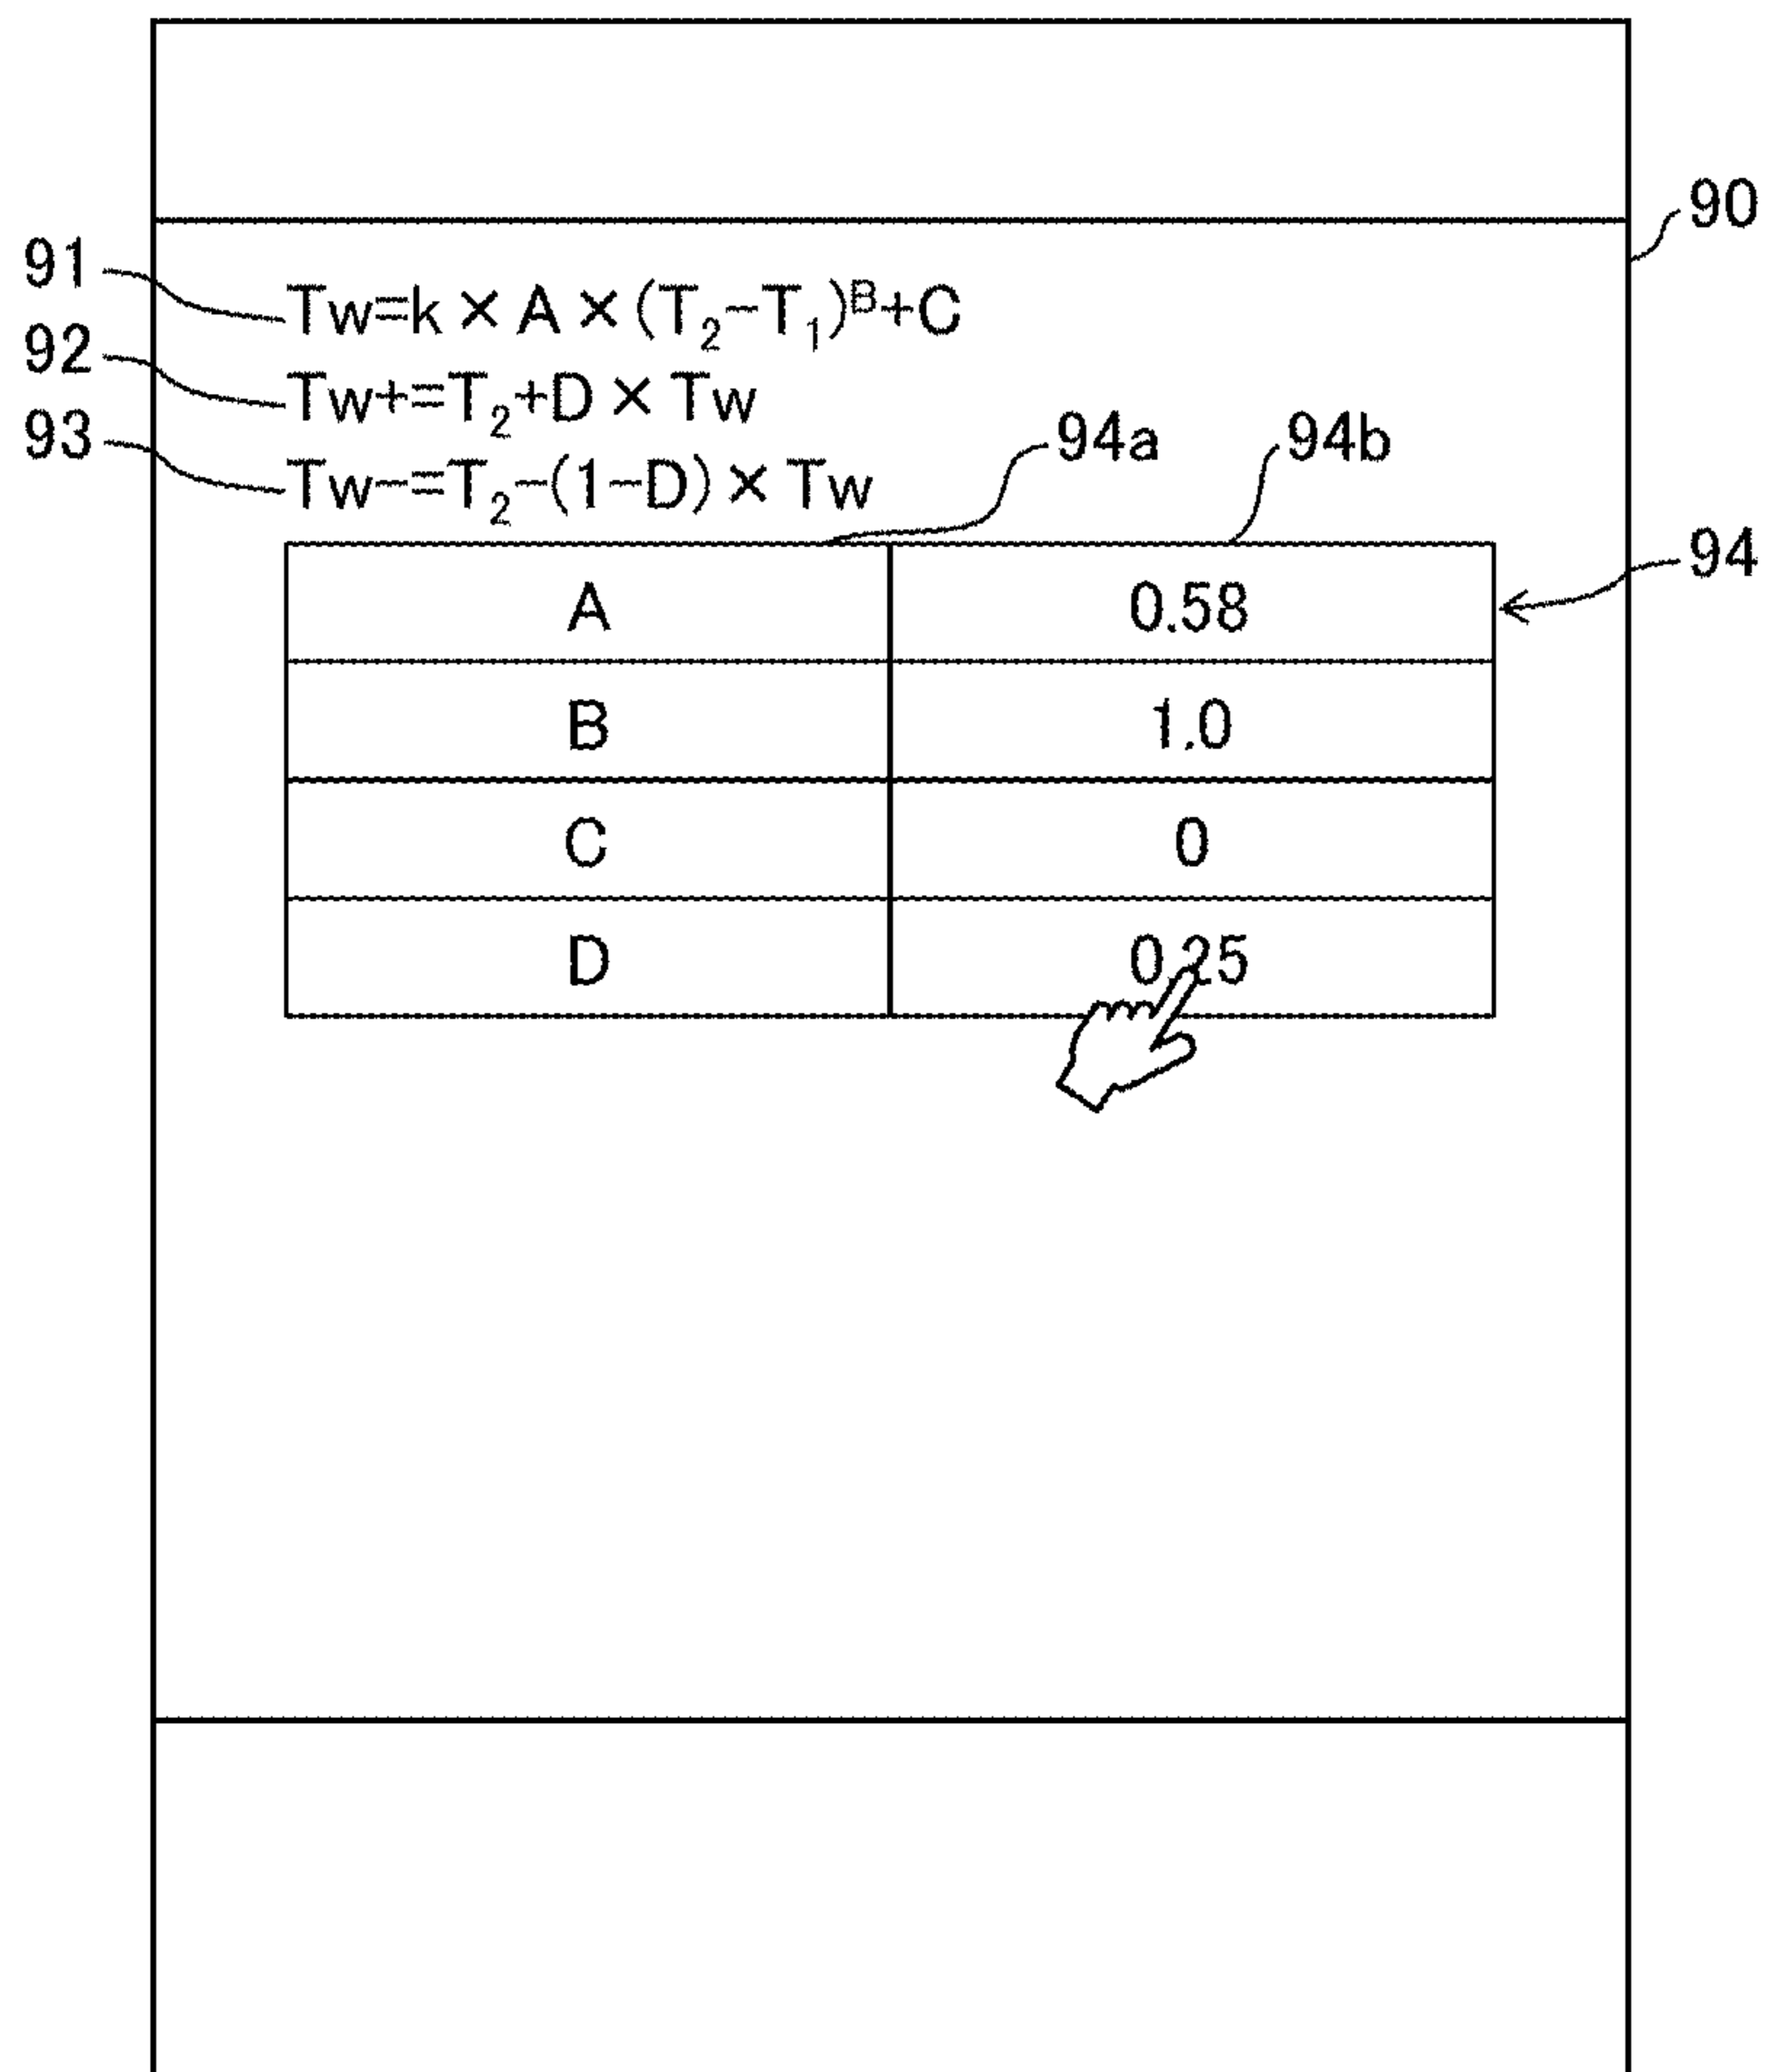 90
91 Tw=k×A×(T₂-T₁)ᴮ+C
92 Tw+=T₂+D×Tw
93 Tw-=T₂-(1-D)×Tw
94a 94b
94
A 0.58
B 1.0
C 0
D 0.25